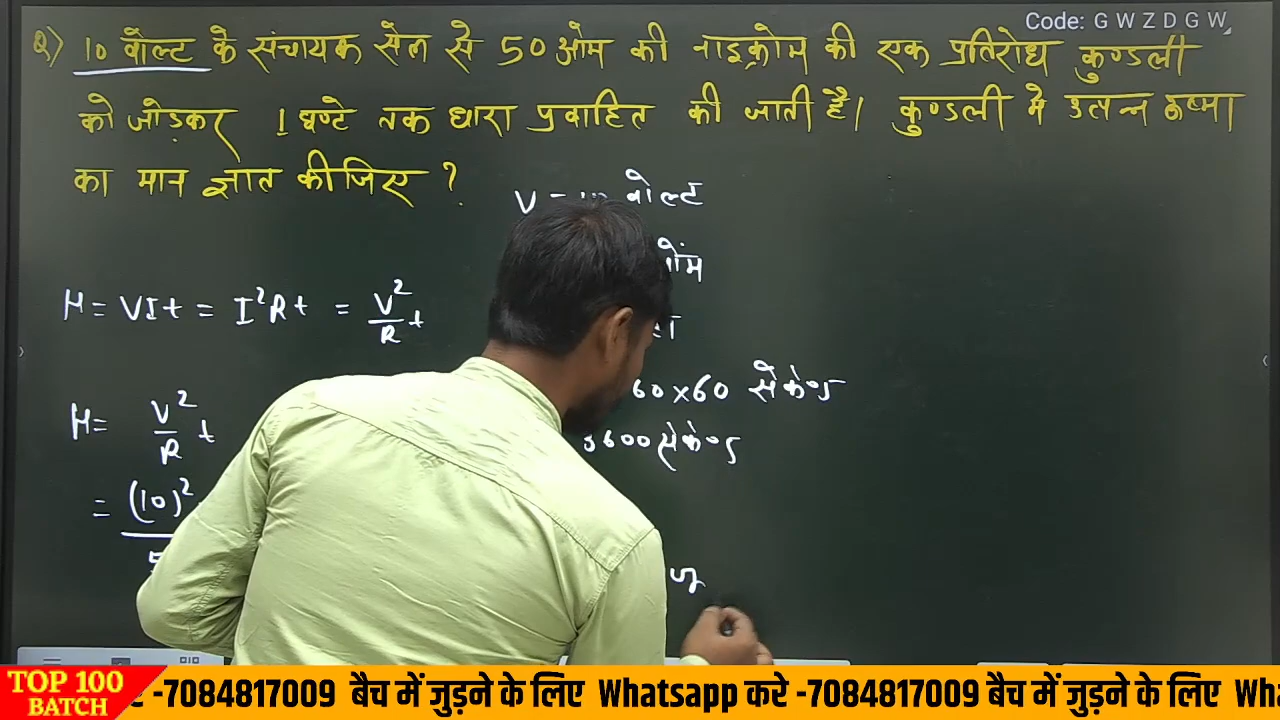 Code: G W Z D G W
Q) 10 वोल्ट के संचायक सेल से 50 ओम की नाइक्रोम की एक प्रतिरोध कुण्डली
को जोड़कर 1 घण्टे तक धारा प्रवाहित की जाती है। कुण्डली मे उत्पन्न ऊष्मा
का मान ज्ञात कीजिए ?
V = 10 वोल्ट
H = VIt = I²Rt = V²/R t
60×60 सेकेण्ड
H = V²/R t
3600 सेकेण्ड
= (10)²
TOP 100
BATCH
-7084817009 बैच में जुड़ने के लिए Whatsapp करे -7084817009 बैच में जुड़ने के लिए